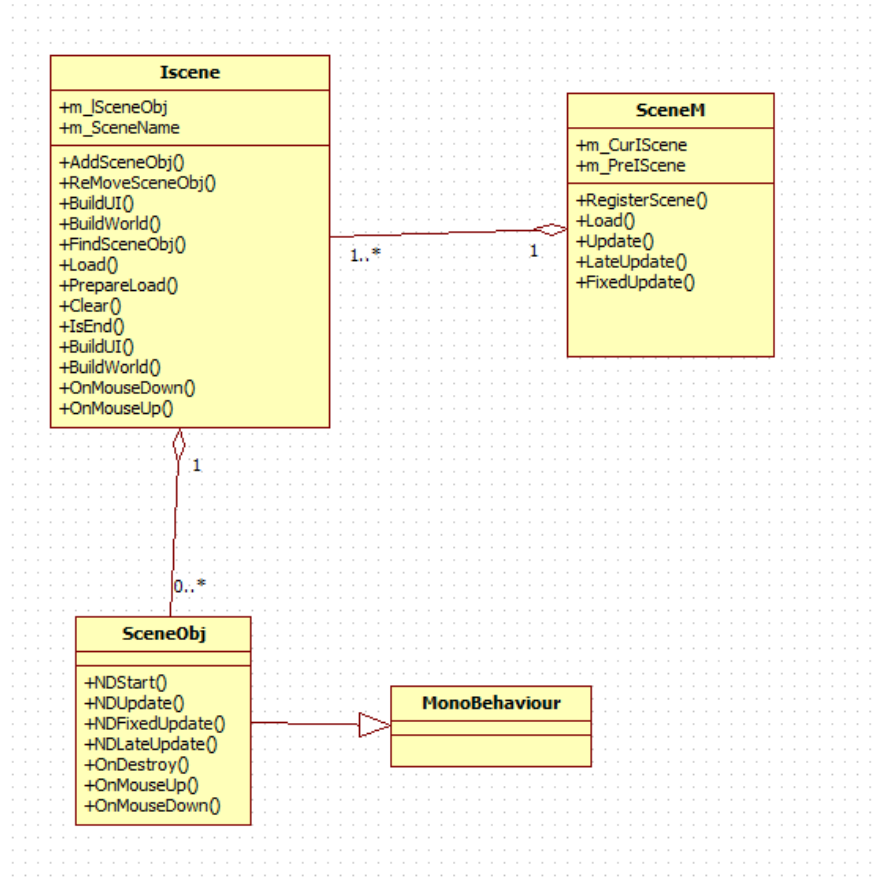 Iscene
+m_lSceneObj
+m_SceneName
+AddSceneObj()
+ReMoveSceneObj()
+BuildUI()
+BuildWorld()
+FindSceneObj()
+Load()
+PrepareLoad()
+Clear()
+IsEnd()
+BuildUI()
+BuildWorld()
+OnMouseDown()
+OnMouseUp()
SceneM
+m_CurIScene
+m_PreIScene
+RegisterScene()
+Load()
+Update()
+LateUpdate()
+FixedUpdate()
1..*
1
1
0..*
SceneObj
+NDStart()
+NDUpdate()
+NDFixedUpdate()
+NDLateUpdate()
+OnDestroy()
+OnMouseUp()
+OnMouseDown()
MonoBehaviour